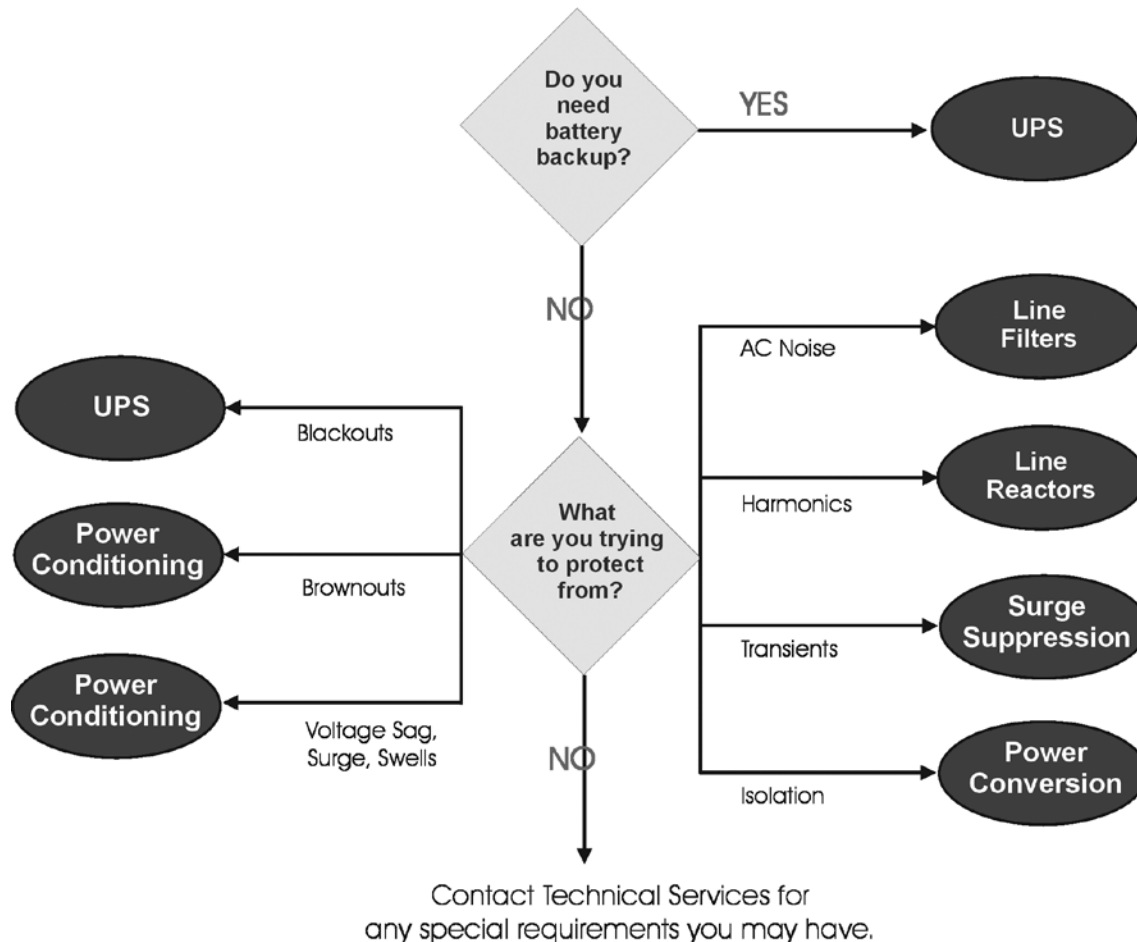 Do you
need
battery
backup?
YES
UPS
NO
Line
Filters
AC Noise
UPS
Blackouts
Line
Reactors
Harmonics
What
are you trying
to protect
from?
Power
Conditioning
Brownouts
Surge
Suppression
Transients
Power
Conditioning
Voltage Sag,
Surge, Swells
NO
Power
Conversion
Isolation
Contact Technical Services for
any special requirements you may have.